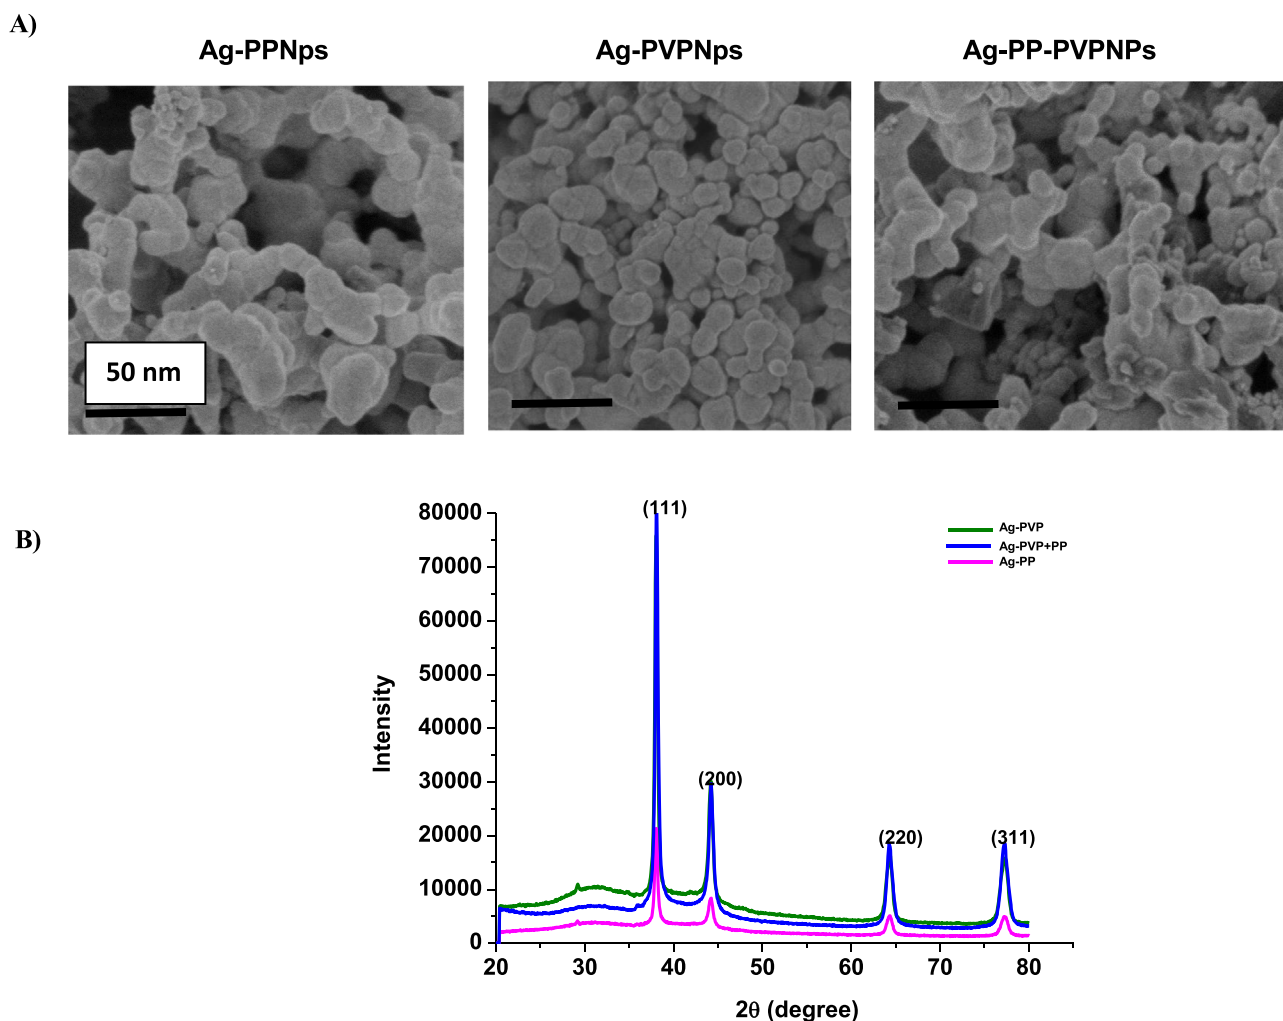 A)
Ag-PPNps
Ag-PVPNps
Ag-PP-PVPNPs
50 nm
B)
(111)
(200)
(220)
(311)
Ag-PVP
Ag-PVP+PP
Ag-PP
80000
70000
60000
50000
40000
30000
20000
10000
0
Intensity
20 30 40 50 60 70 80
2θ (degree)